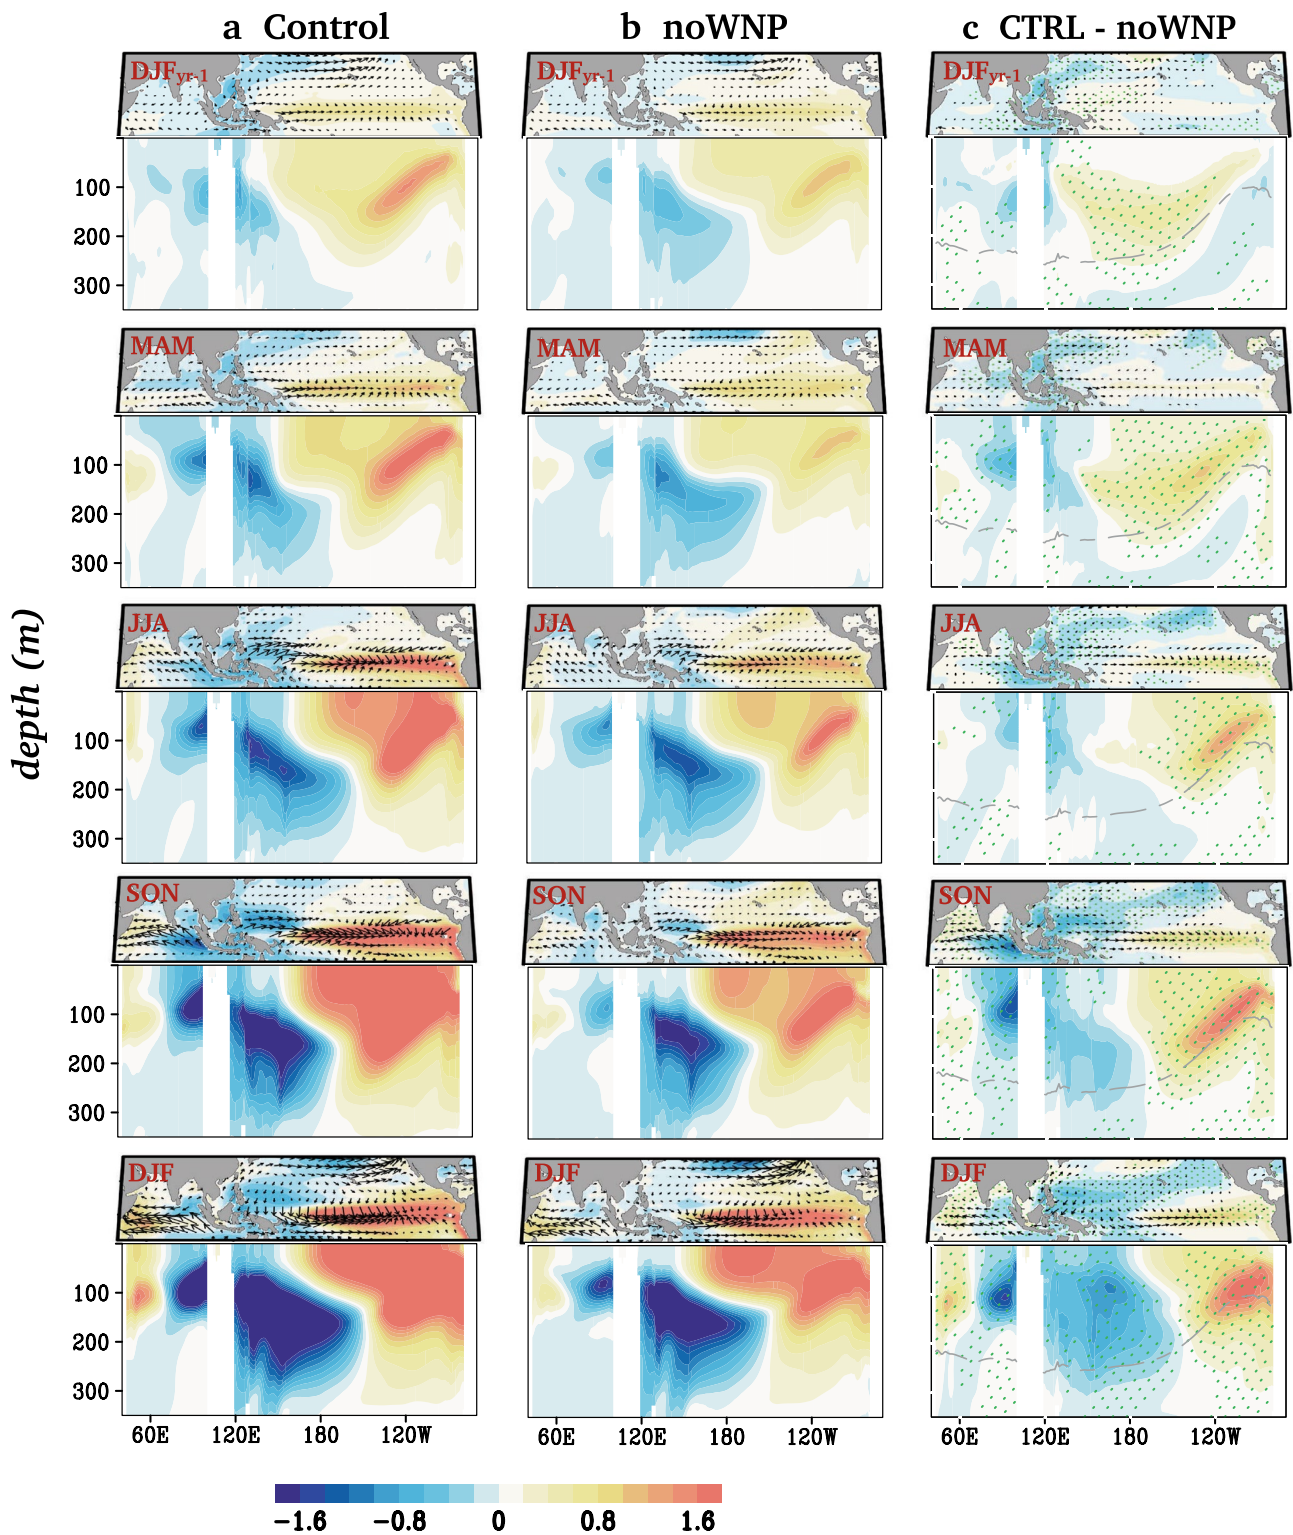 a Control
b noWNP
c CTRL - noWNP
DJFyr-1
DJFyr-1
DJFyr-1
100
200
300
MAM
MAM
MAM
100
200
300
depth (m)
JJA
JJA
JJA
100
200
300
SON
SON
SON
100
200
300
DJF
DJF
DJF
100
200
300
60E 120E 180 120W
60E 120E 180 120W
60E 120E 180 120W
-1.6 -0.8 0 0.8 1.6